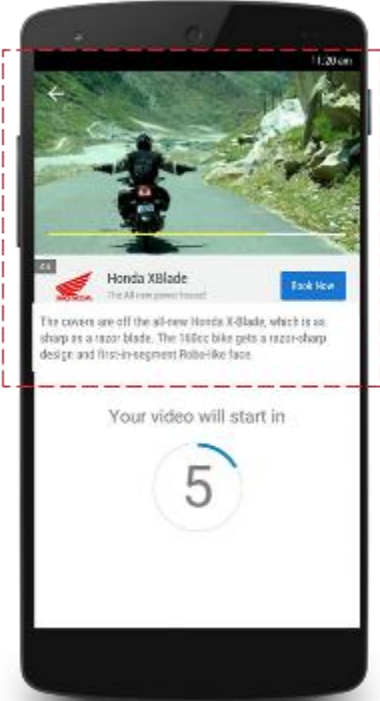 11:20 am
Ad
Honda XBlade
Book Now
HONDA
The All new power house!
The covers are off the all-new Honda X-Blade, which is as
sharp as a razor blade. The 160cc bike gets a razor-sharp
design and first-in-segment Robo-like face.
Your video will start in
5